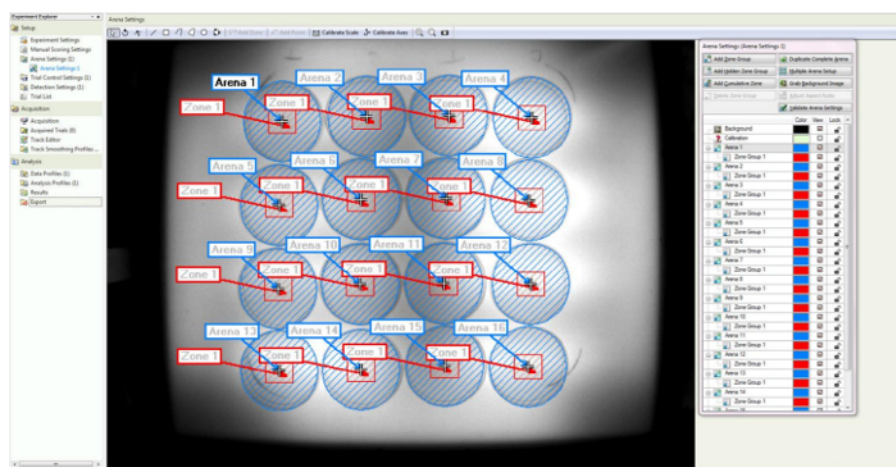 Experiment Explorer
Setup
Experiment Settings
Manual Scoring Settings
Arena Settings (1)
Arena Settings 1
Trial Control Settings (1)
Detection Settings (1)
Trial List
Acquisition
Acquisition
Acquired Trials (0)
Track Editor
Track Smoothing Profiles ...
Analysis
Data Profiles (1)
Analysis Profiles (1)
Results
Export
Arena Settings
Calibrate Scale Calibrate Axes
Arena 1 Arena 2 Arena 3 Arena 4
Zone 1 Zone 1 Zone 1 Zone 1
Arena 5 Arena 6 Arena 7 Arena 8
Zone 1 Zone 1 Zone 1 Zone 1
Arena 9 Arena 10 Arena 11 Arena 12
Zone 1 Zone 1 Zone 1 Zone 1
Arena 13 Arena 14 Arena 15 Arena 16
Zone 1 Zone 1 Zone 1 Zone 1
Arena Settings (Arena Settings 1)
Add Zone Group Duplicate Complete Arena
Add Hidden Zone Group Multiple Arena Setup
Add Cumulative Zone Grab Background Image
Delete Zone Group Adjust Aspect Ratio
Validate Arena Settings
Color View Lock
Background
Calibration
Arena 1
Zone Group 1
Arena 2
Zone Group 1
Arena 3
Zone Group 1
Arena 4
Zone Group 1
Arena 5
Zone Group 1
Arena 6
Zone Group 1
Arena 7
Zone Group 1
Arena 8
Zone Group 1
Arena 9
Zone Group 1
Arena 10
Zone Group 1
Arena 11
Zone Group 1
Arena 12
Zone Group 1
Arena 13
Zone Group 1
Arena 14
Zone Group 1